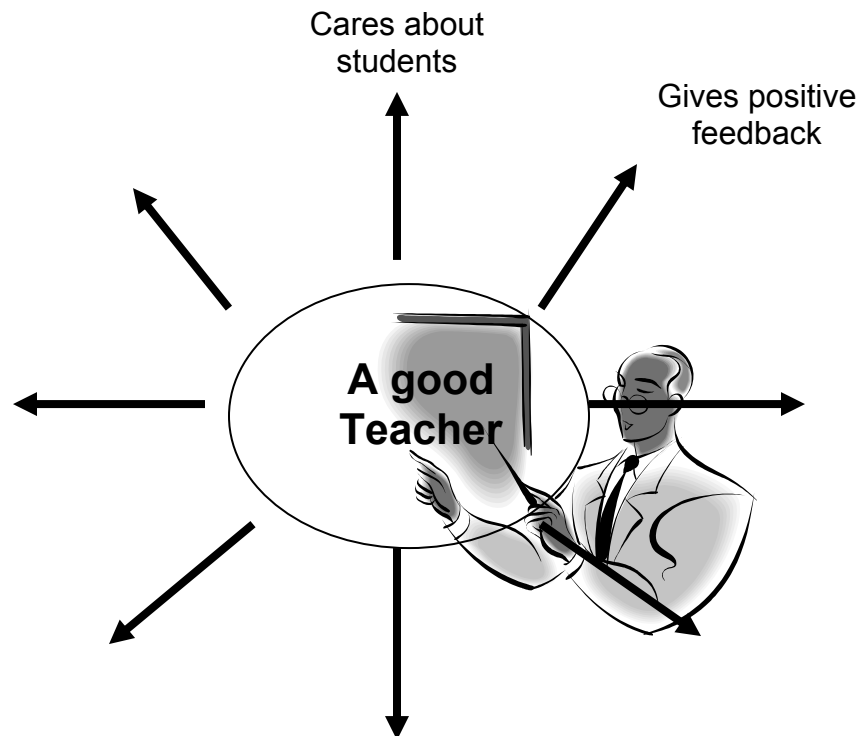 Cares about
students
Gives positive
feedback
A good
Teacher